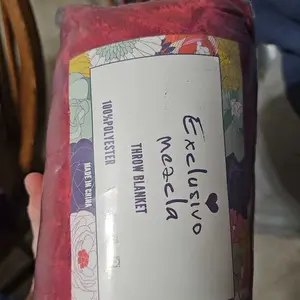 Exclusivo
Mezcla
THROW BLANKET
100%POLYESTER
MADE IN CHINA